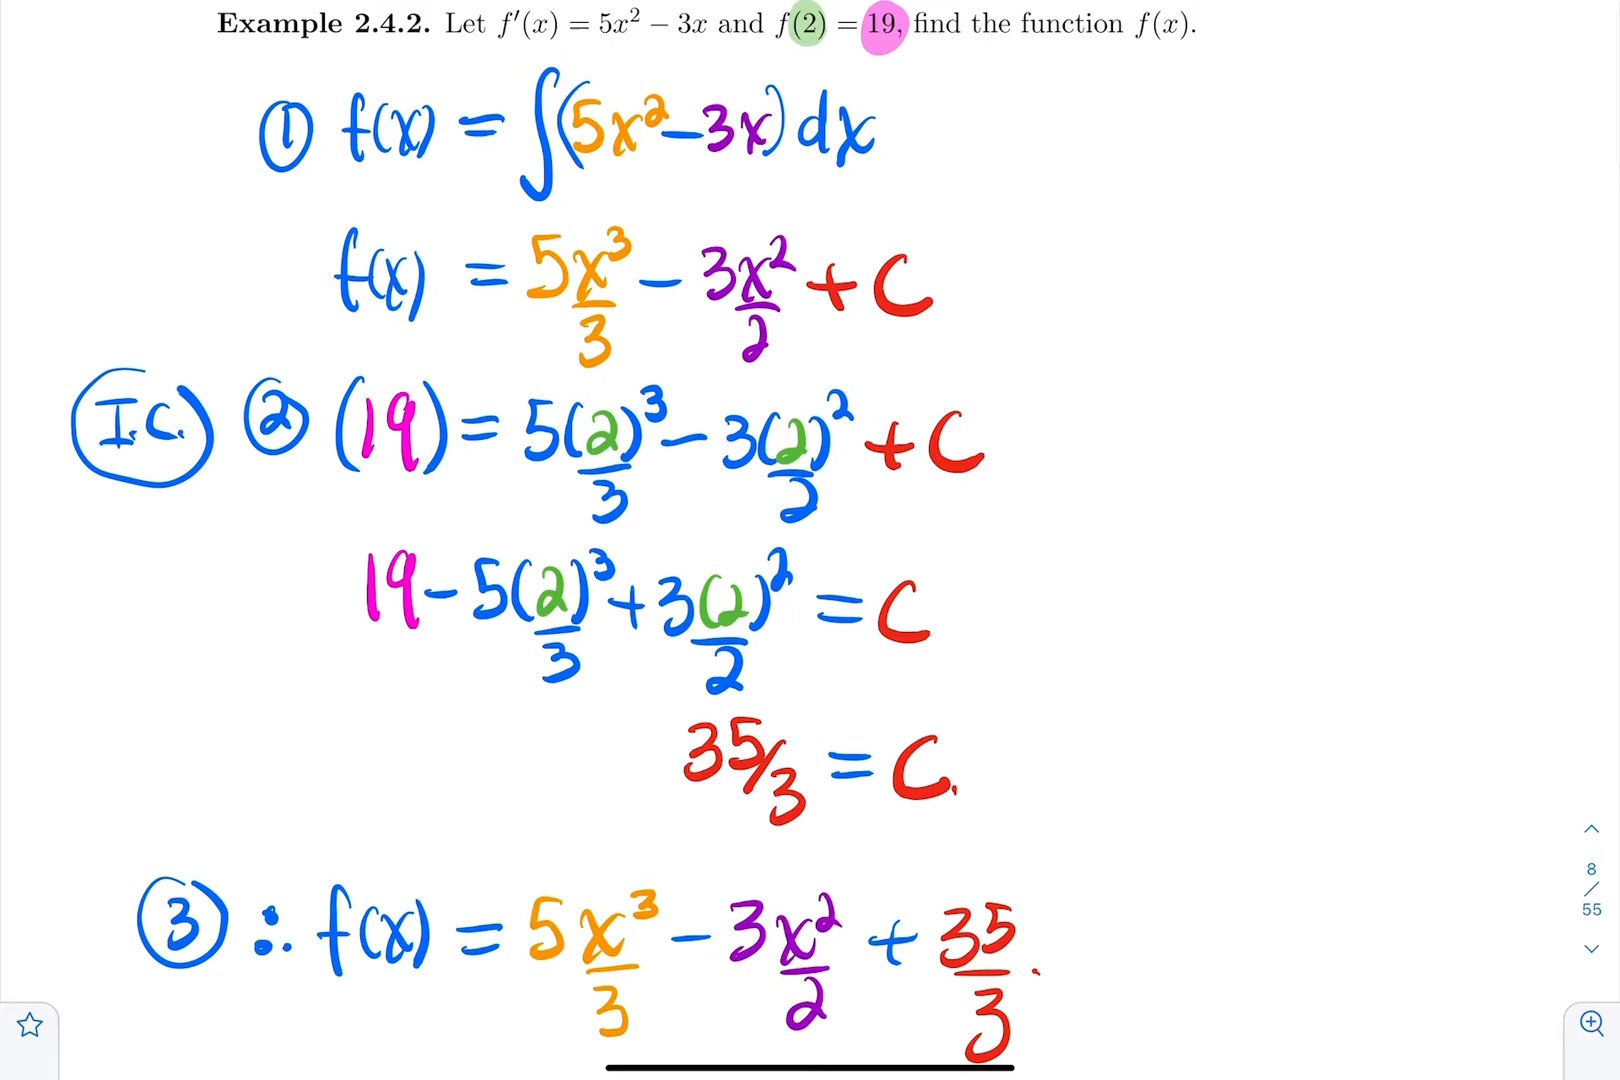 Example 2.4.2. Let f′(x) = 5x² − 3x and f(2) = 19, find the function f(x).
① f(x) = ∫(5x² − 3x) dx
f(x) = 5x³/3 − 3x²/2 + C
I.C. ② (19) = 5(2)³/3 − 3(2)²/2 + C
19 − 5(2)³/3 + 3(2)²/2 = C
35/3 = C.
③ ∴ f(x) = 5x³/3 − 3x²/2 + 35/3.
8
/
55